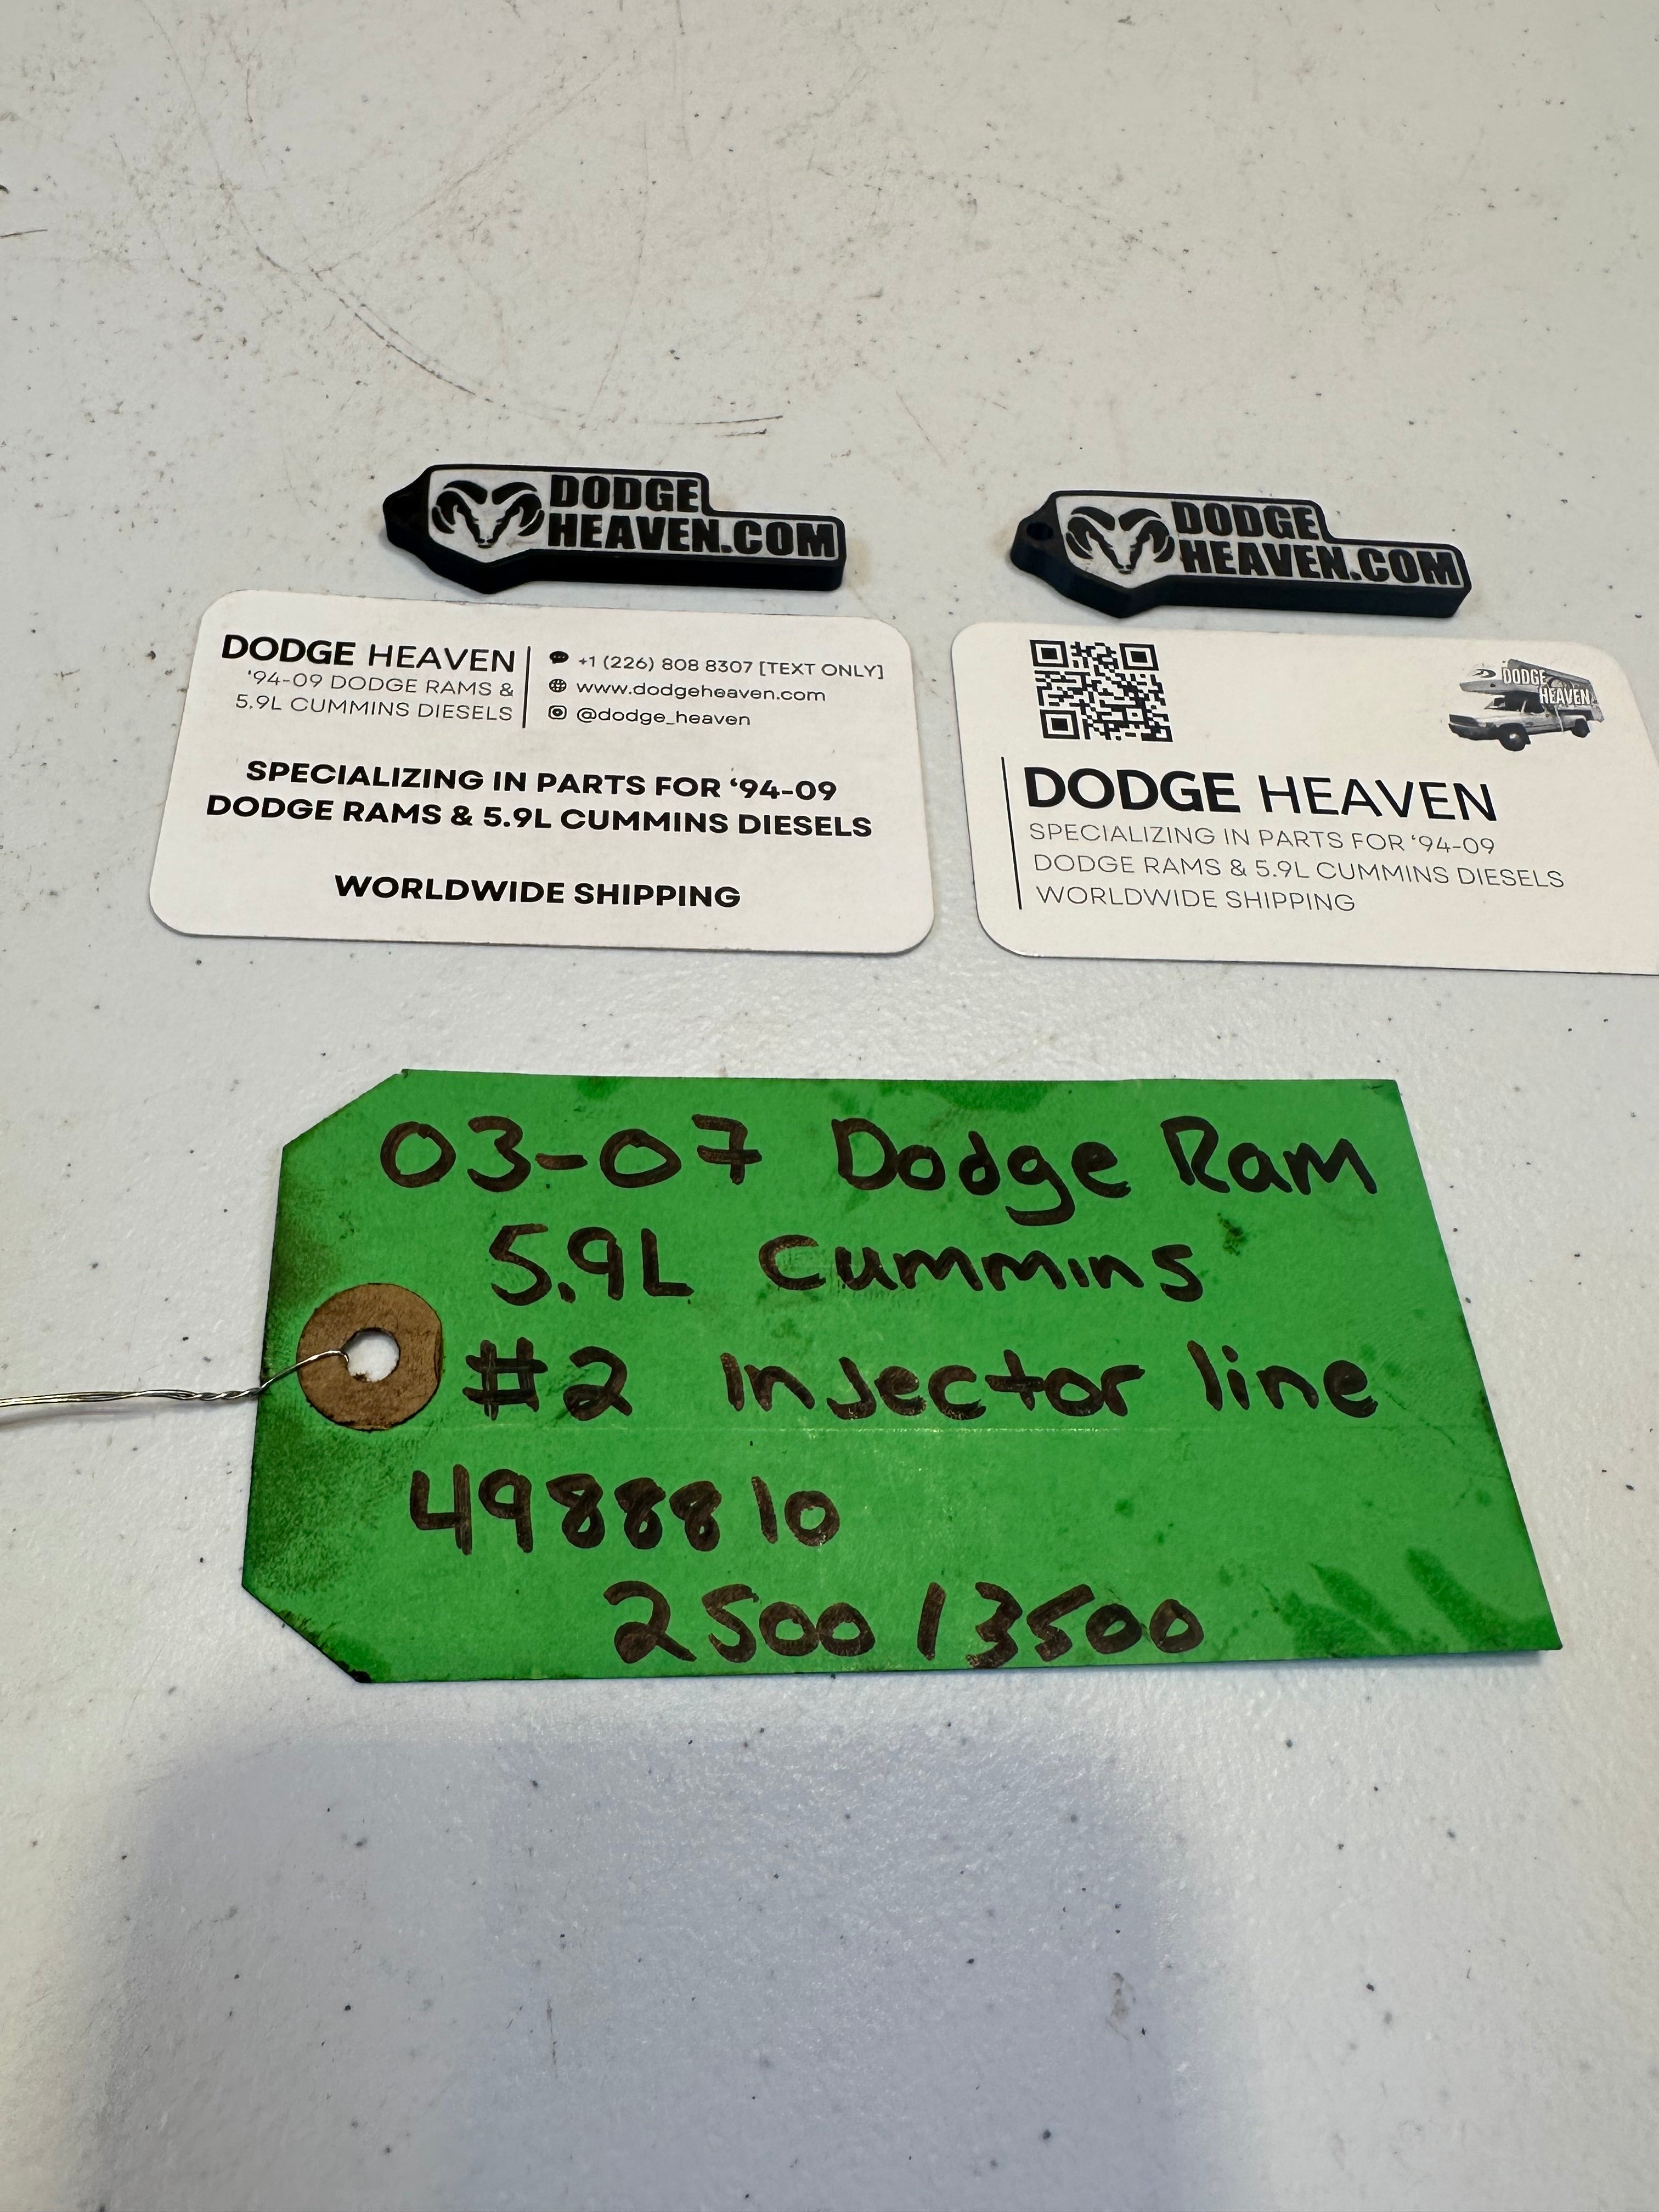 DODGE
HEAVEN.COM
DODGE
HEAVEN.COM
DODGE HEAVEN
'94-09 DODGE RAMS &
5.9L CUMMINS DIESELS
+1 (226) 808 8307 [TEXT ONLY]
www.dodgeheaven.com
@dodge_heaven
SPECIALIZING IN PARTS FOR '94-09
DODGE RAMS & 5.9L CUMMINS DIESELS
WORLDWIDE SHIPPING
DODGE
HEAVEN
DODGE HEAVEN
SPECIALIZING IN PARTS FOR '94-09
DODGE RAMS & 5.9L CUMMINS DIESELS
WORLDWIDE SHIPPING
03-07 Dodge Ram
5.9L Cummins
#2 Injector line
4988810
2500/3500